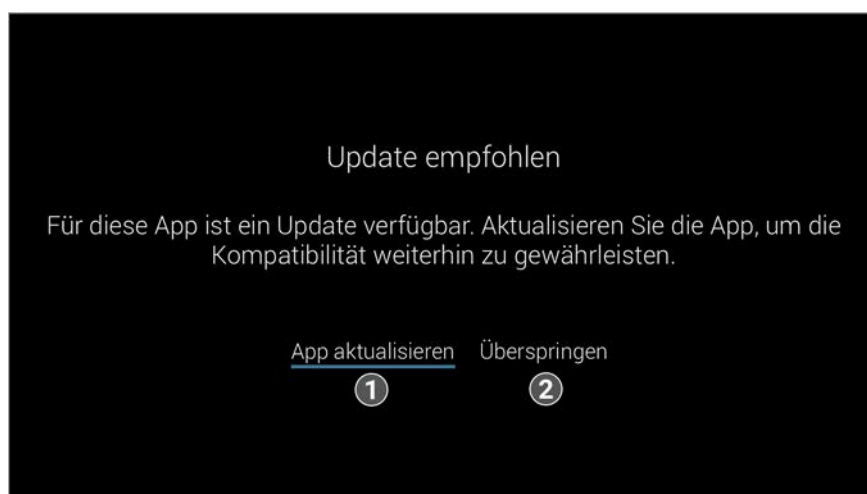 Update empfohlen
Für diese App ist ein Update verfügbar. Aktualisieren Sie die App, um die
Kompatibilität weiterhin zu gewährleisten.
App aktualisieren Überspringen
1 2